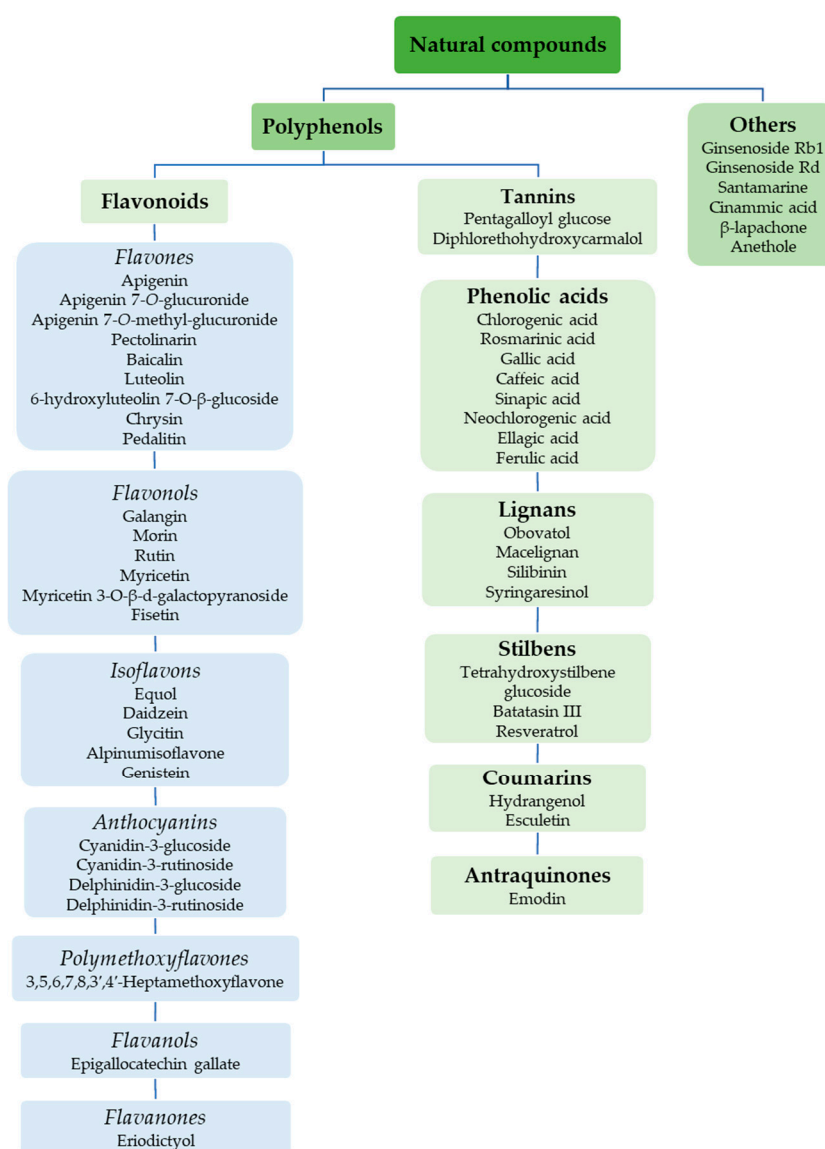 Natural compounds
Polyphenols
Others
Ginsenoside Rb1
Ginsenoside Rd
Santamarine
Cinammic acid
β-lapachone
Anethole
Flavonoids
Flavones
Apigenin
Apigenin 7-O-glucuronide
Apigenin 7-O-methyl-glucuronide
Pectolinarin
Baicalin
Luteolin
6-hydroxyluteolin 7-O-β-glucoside
Chrysin
Pedalitin
Flavonols
Galangin
Morin
Rutin
Myricetin
Myricetin 3-O-β-d-galactopyranoside
Fisetin
Isoflavons
Equol
Daidzein
Glycitin
Alpinumisoflavone
Genistein
Anthocyanins
Cyanidin-3-glucoside
Cyanidin-3-rutinoside
Delphinidin-3-glucoside
Delphinidin-3-rutinoside
Polymethoxyflavones
3,5,6,7,8,3′,4′-Heptamethoxyflavone
Flavanols
Epigallocatechin gallate
Flavanones
Eriodictyol
Tannins
Pentagalloyl glucose
Diphlorethohydroxycarmalol
Phenolic acids
Chlorogenic acid
Rosmarinic acid
Gallic acid
Caffeic acid
Sinapic acid
Neochlorogenic acid
Ellagic acid
Ferulic acid
Lignans
Obovatol
Macelignan
Silibinin
Syringaresinol
Stilbens
Tetrahydroxystilbene
glucoside
Batatasin III
Resveratrol
Coumarins
Hydrangenol
Esculetin
Antraquinones
Emodin